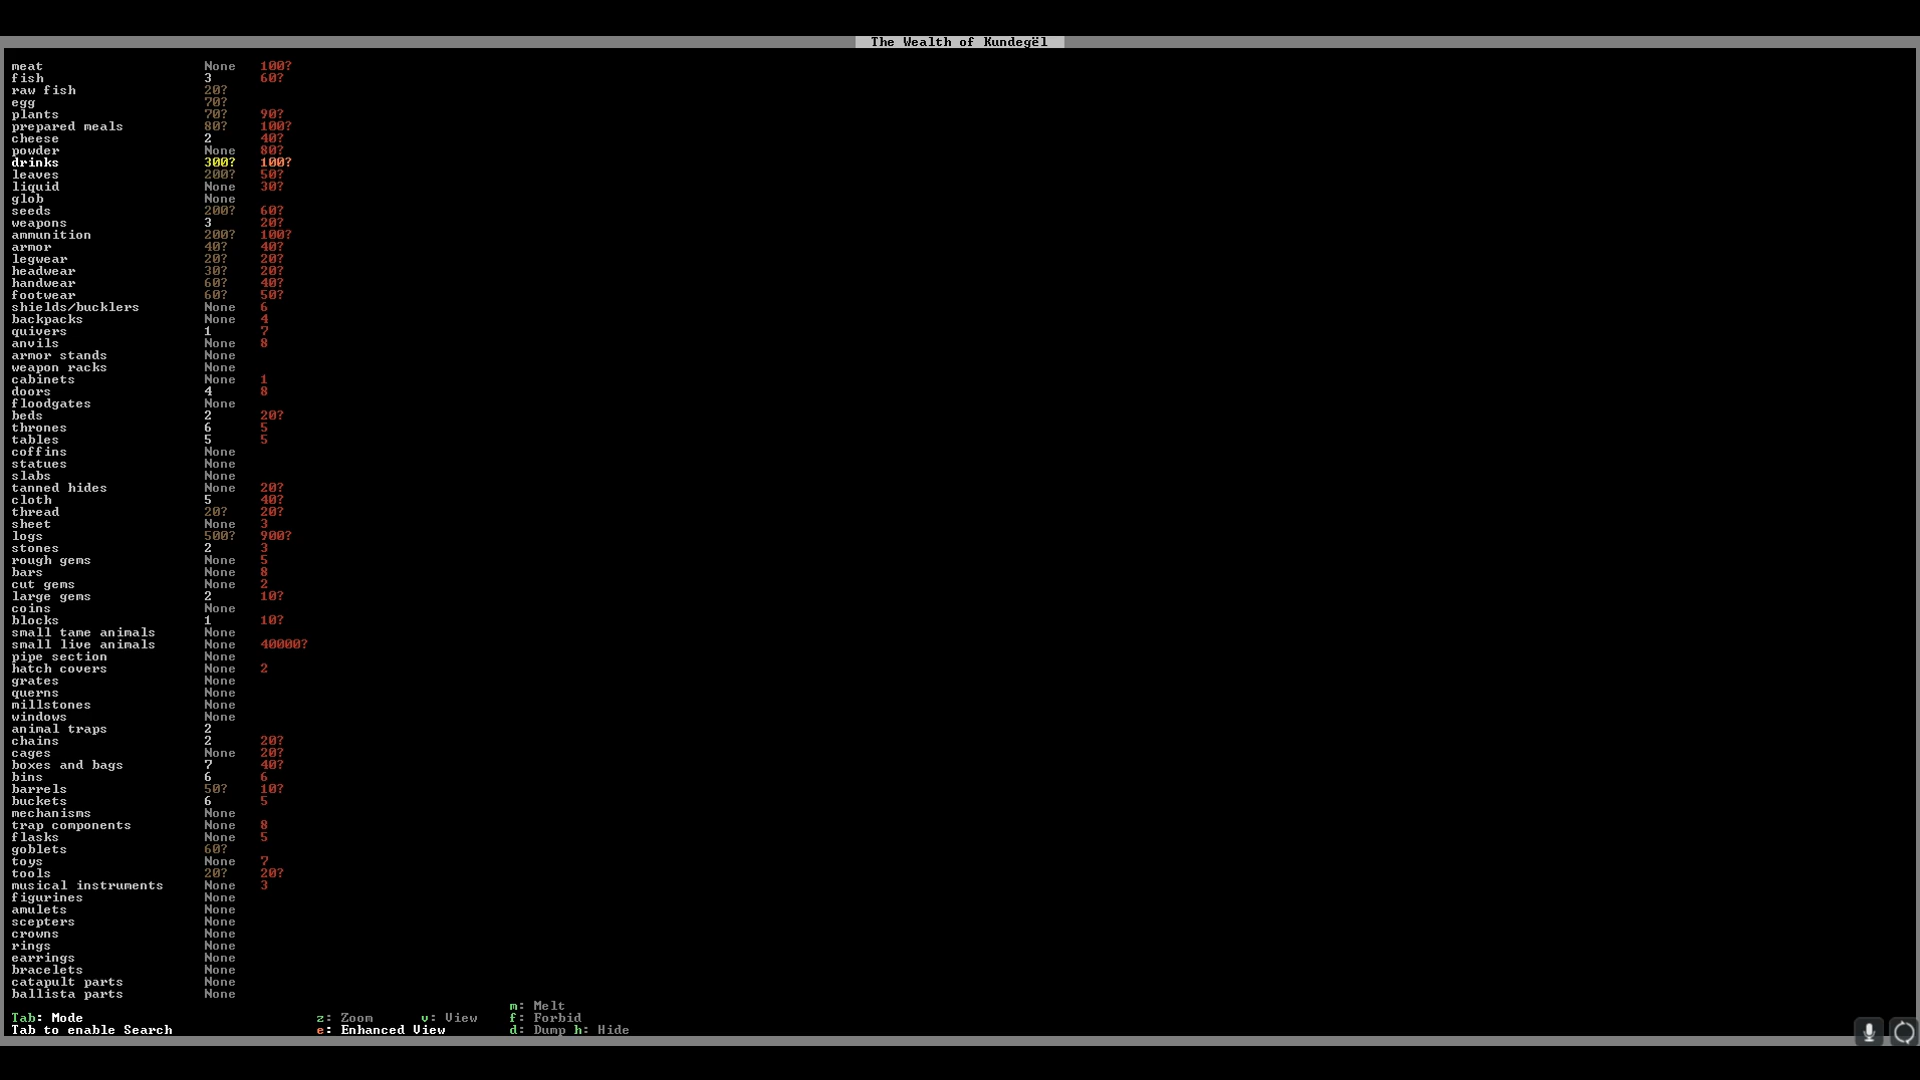 The Wealth of Kundegël
meat None 100?
fish 3 60?
raw fish 20?
egg 70?
plants 70? 90?
prepared meals 80? 100?
cheese 2 40?
powder None 80?
drinks 300? 100?
leaves 200? 50?
liquid None 30?
glob None
seeds 200? 60?
weapons 3 20?
ammunition 200? 100?
armor 40? 40?
legwear 20? 20?
headwear 30? 20?
handwear 60? 40?
footwear 60? 50?
shields/bucklers None 6
backpacks None 4
quivers 1 7
anvils None 8
armor stands None
weapon racks None
cabinets None 1
doors 4 8
floodgates None
beds 2 20?
thrones 6 5
tables 5 5
coffins None
statues None
slabs None
tanned hides None 20?
cloth 5 40?
thread 20? 20?
sheet None 3
logs 500? 900?
stones 2 3
rough gems None 5
bars None 8
cut gems None 2
large gems 2 10?
coins None
blocks 1 10?
small tame animals None
small live animals None 40000?
pipe section None
hatch covers None 2
grates None
querns None
millstones None
windows None
animal traps 2
chains 2 20?
cages None 20?
boxes and bags 7 40?
bins 6 6
barrels 50? 10?
buckets 6 5
mechanisms None
trap components None 8
flasks None 5
goblets 60?
toys None 7
tools 20? 20?
musical instruments None 3
figurines None
amulets None
scepters None
crowns None
rings None
earrings None
bracelets None
catapult parts None
ballista parts None
m: Melt
Tab: Mode z: Zoom v: View f: Forbid
Tab to enable Search e: Enhanced View d: Dump h: Hide